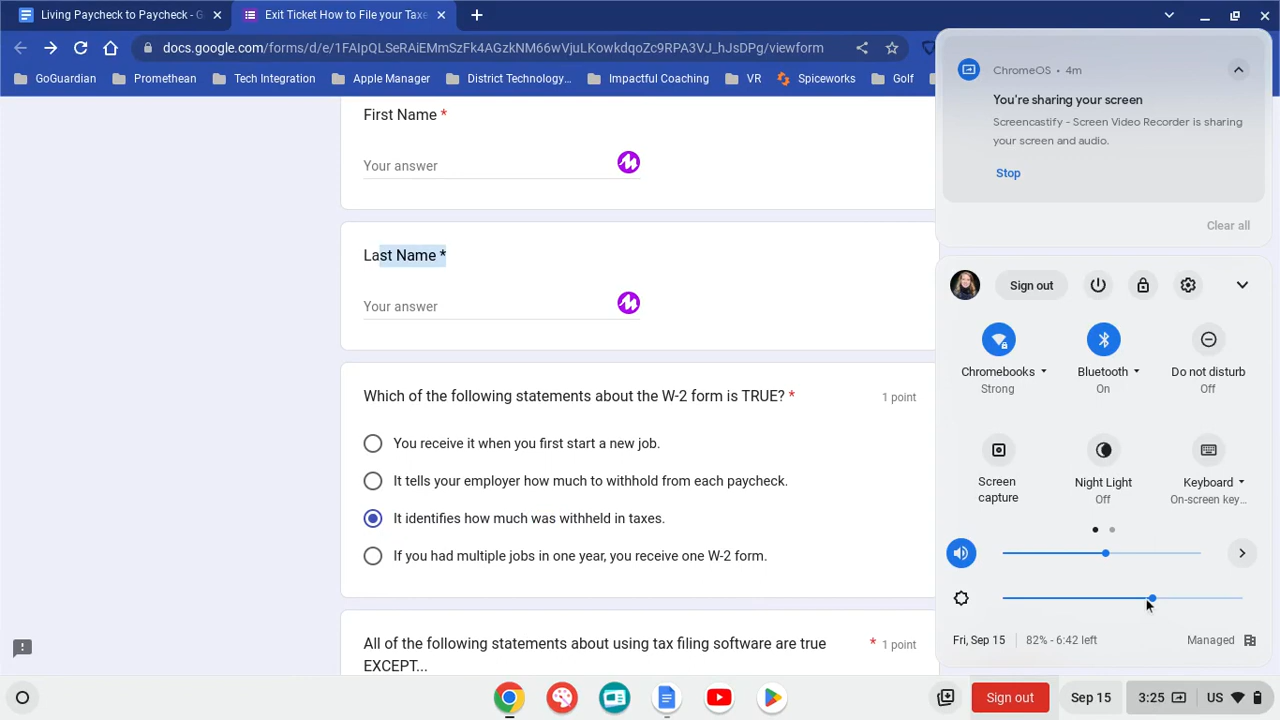 Living Paycheck to Paycheck - G
Exit Ticket How to File your Taxe
docs.google.com/forms/d/e/1FAIpQLSeRAiEMmSzFk4AGzkNM66wVjuLKowkdqoZc9RPA3VJ_hJsDPg/viewform
GoGuardian
Promethean
Tech Integration
Apple Manager
District Technology...
Impactful Coaching
VR
Spiceworks
Golf
First Name *
Your answer
Last Name *
Your answer
Which of the following statements about the W-2 form is TRUE? *
1 point
You receive it when you first start a new job.
It tells your employer how much to withhold from each paycheck.
It identifies how much was withheld in taxes.
If you had multiple jobs in one year, you receive one W-2 form.
All of the following statements about using tax filing software are true
EXCEPT...
* 1 point
ChromeOS • 4m
You're sharing your screen
Screencastify - Screen Video Recorder is sharing
your screen and audio.
Stop
Clear all
Sign out
Chromebooks
Strong
Bluetooth
On
Do not disturb
Off
Screen
capture
Night Light
Off
Keyboard
On-screen key...
Fri, Sep 15
82% - 6:42 left
Managed
Sign out
Sep 15
3:25
US